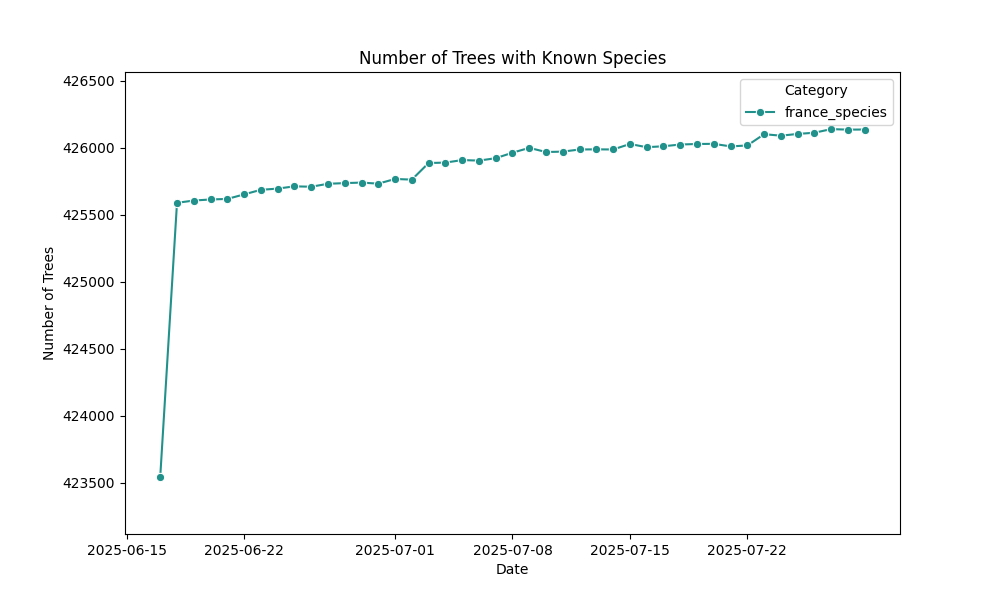 Number of Trees with Known Species
Category
france_species
426500
426000
425500
425000
424500
424000
423500
Number of Trees
2025-06-15
2025-06-22
2025-07-01
2025-07-08
2025-07-15
2025-07-22
Date